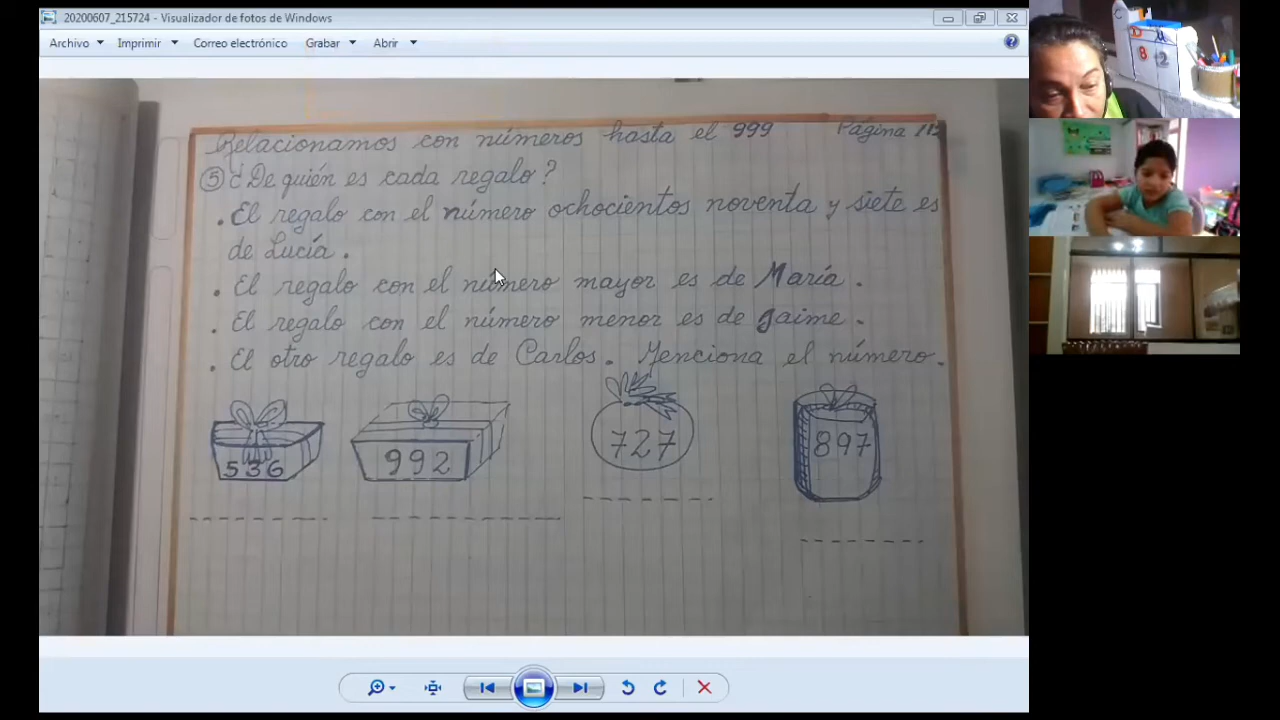 20200607_215724 - Visualizador de fotos de Windows
Archivo Imprimir Correo electrónico Grabar Abrir
Relacionamos con números hasta el 999 Página
⑤ ¿De quién es cada regalo?
. El regalo con el número ochocientos noventa y siete es
de Lucía.
. El regalo con el número mayor es de María.
. El regalo con el número menor es de Jaime.
. El otro regalo es de Carlos. Menciona el número.
536 992 727 897
C D U
8 2